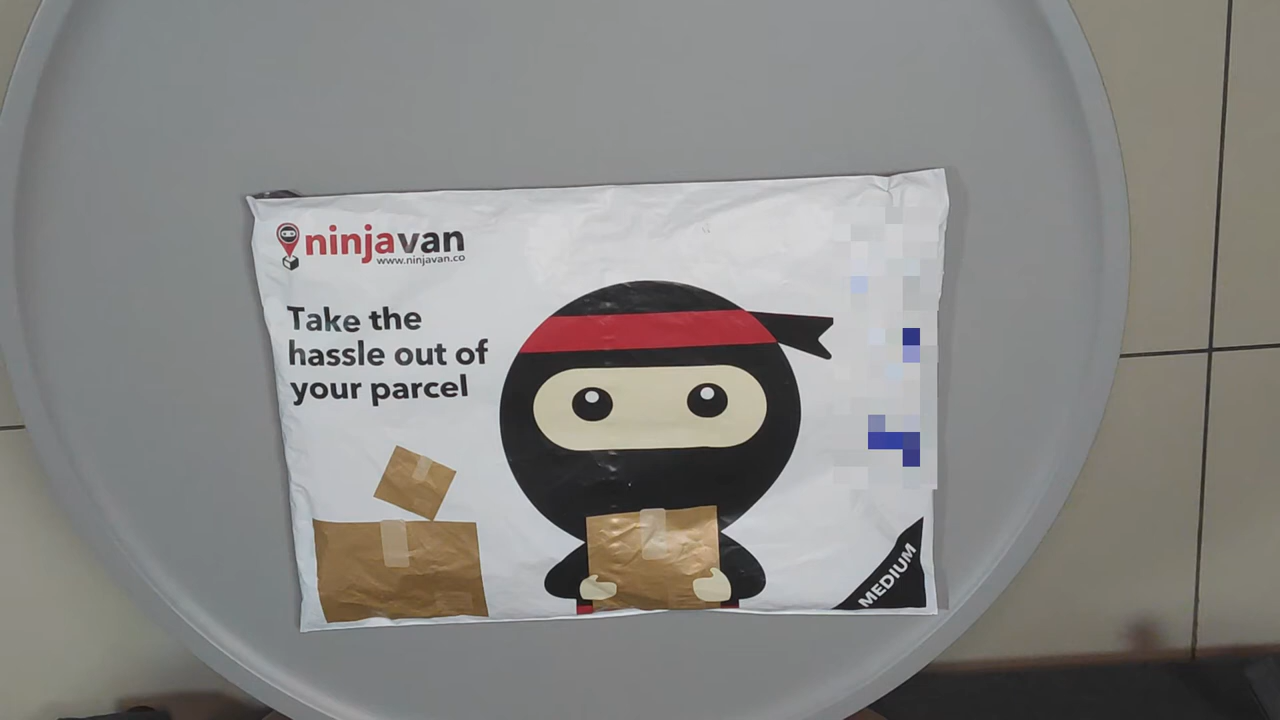 ninjavan
www.ninjavan.co
Take the
hassle out of
your parcel
MEDIUM